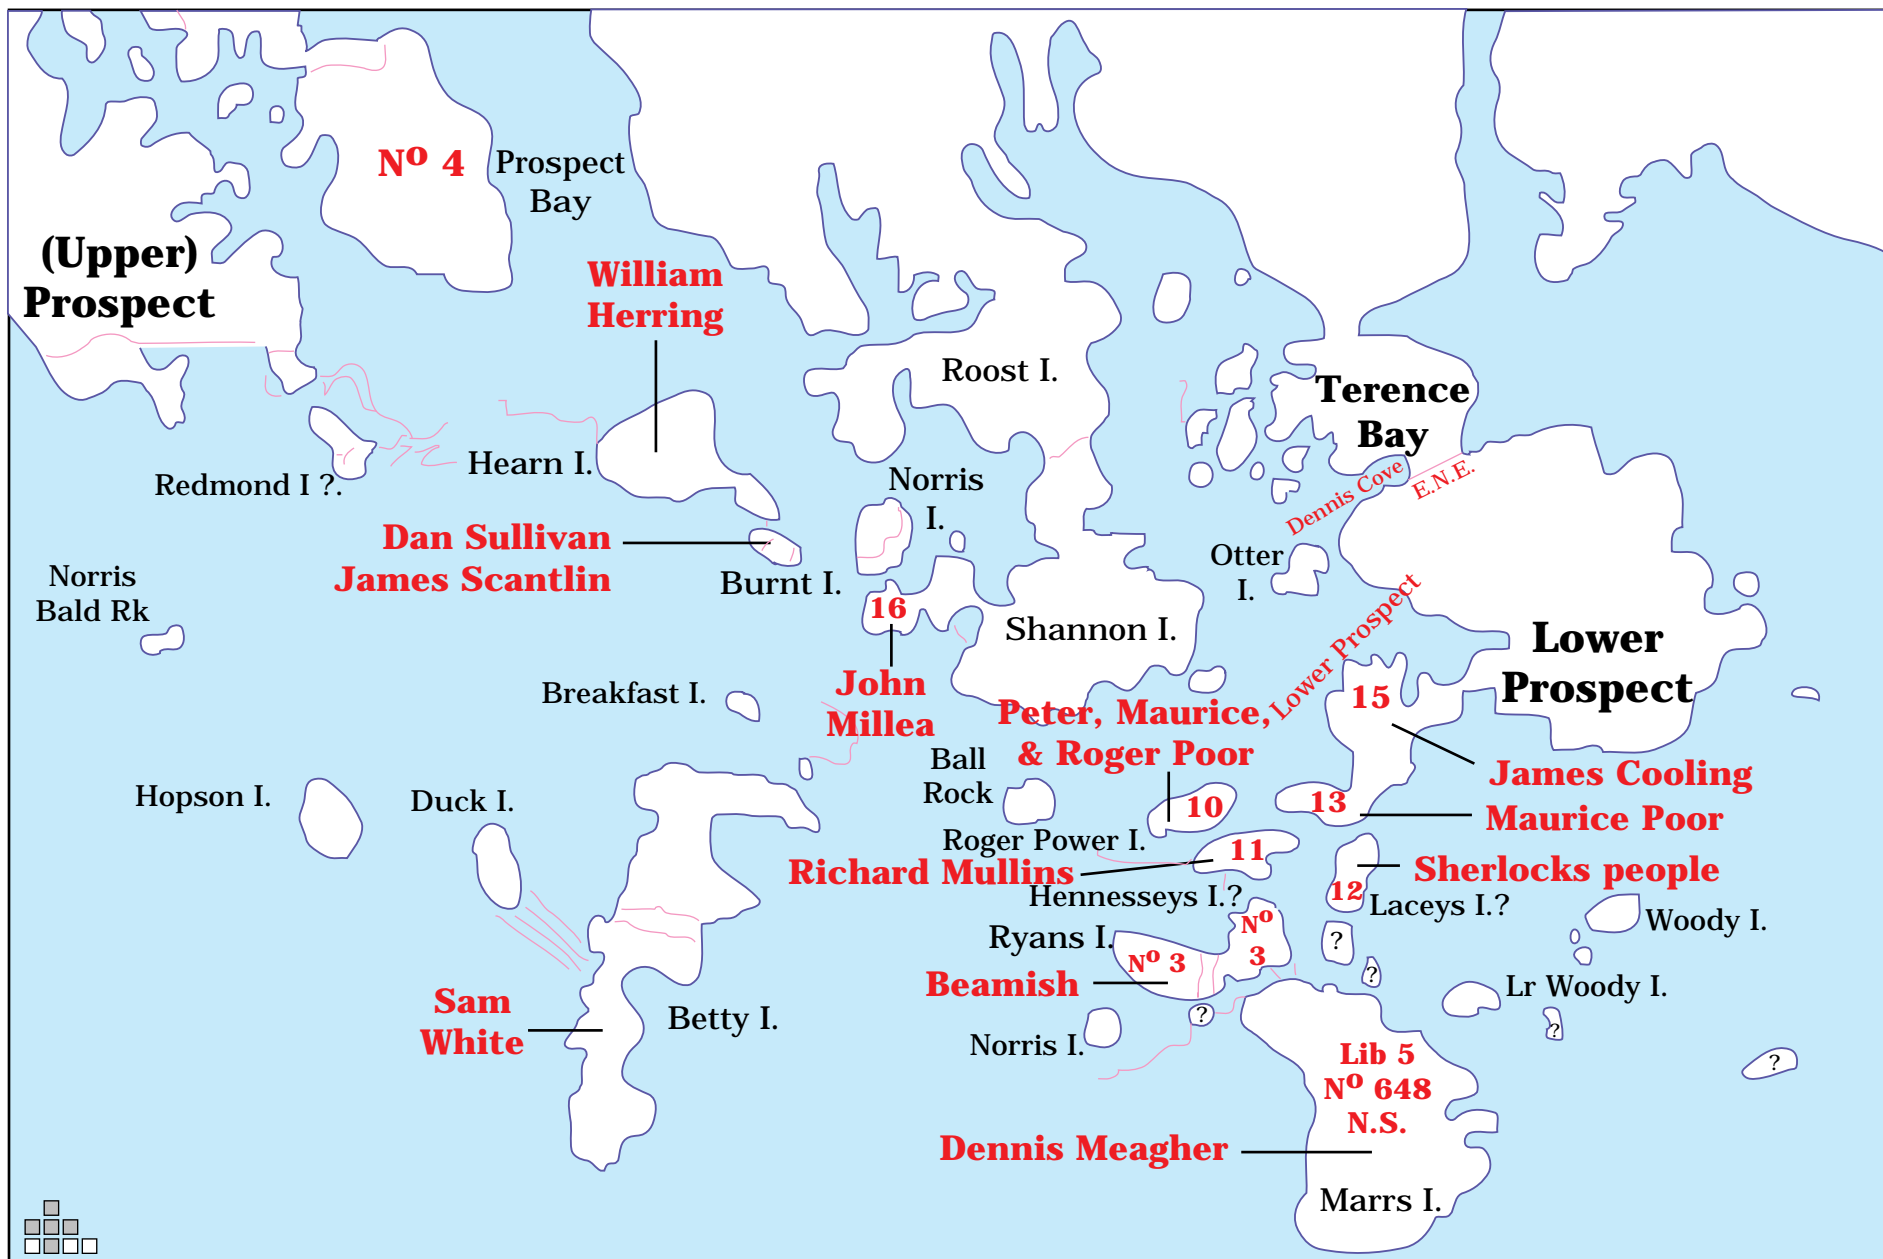 Nº 4
Prospect
Bay
(Upper)
Prospect
William
Herring
Roost I.
Terence
Bay
Redmond I ?.
Hearn I.
Norris
I.
Dennis Cove
E.N.E.
Dan Sullivan
James Scantlin
Burnt I.
Otter
I.
Norris
Bald Rk
16
Shannon I.
Lower Prospect
Lower
Prospect
Breakfast I.
John
Millea
15
Peter, Maurice,
& Roger Poor
Ball
Rock
James Cooling
Hopson I.
Duck I.
10
13
Maurice Poor
Roger Power I.
11
Richard Mullins
Sherlocks people
Hennesseys I.?
12
Laceys I.?
Woody I.
Ryans I.
Nº
3
?
Nº 3
Beamish
?
Lr Woody I.
Sam
White
Betty I.
Norris I.
?
?
?
Lib 5
Nº 648
N.S.
Dennis Meagher
Marrs I.